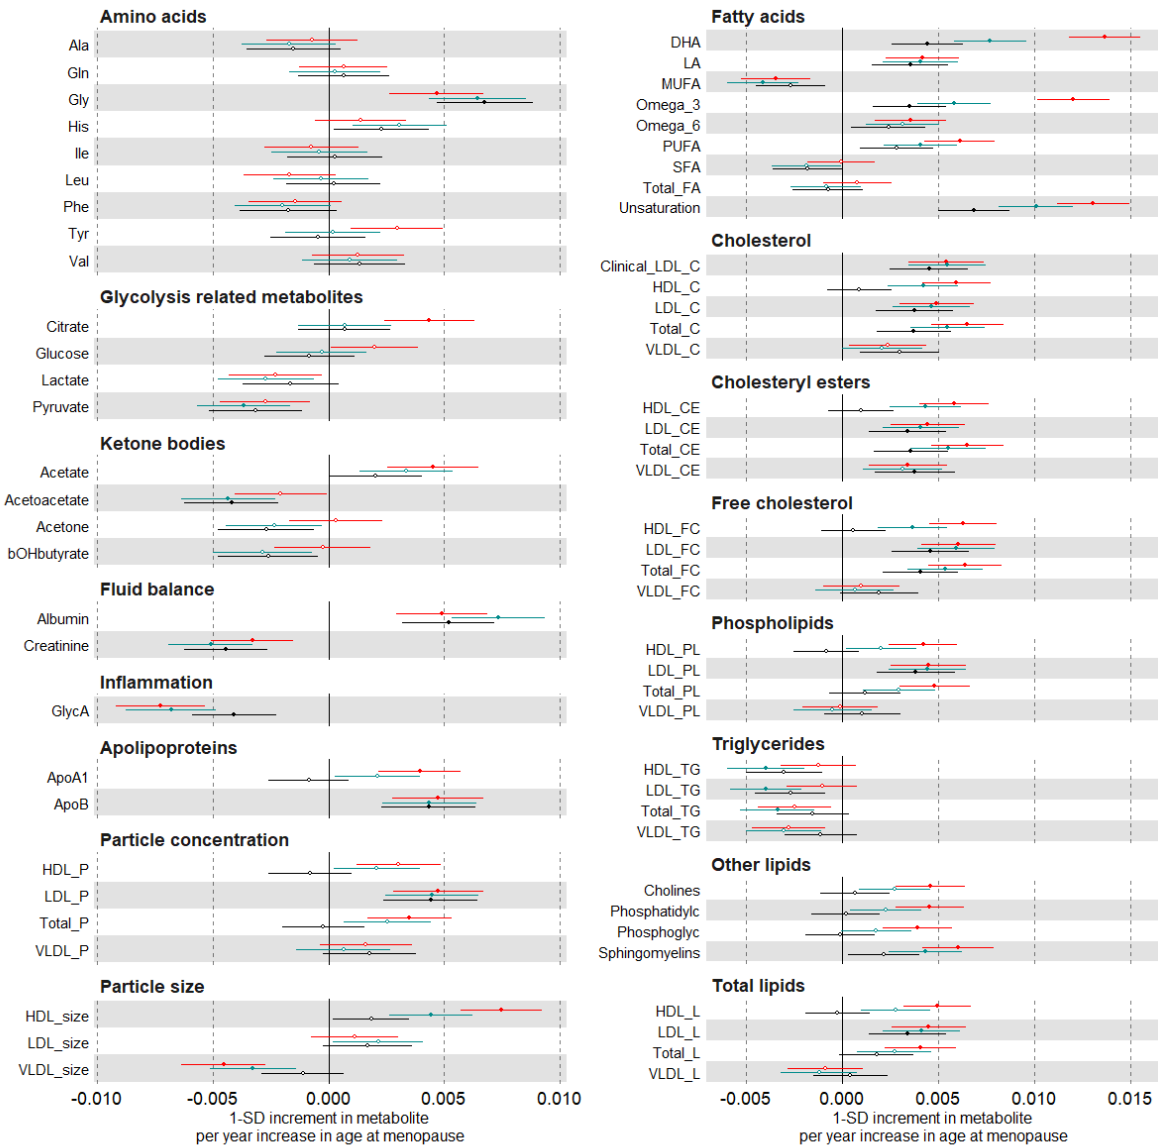 Amino acids
Ala
Gln
Gly
His
Ile
Leu
Phe
Tyr
Val
Glycolysis related metabolites
Citrate
Glucose
Lactate
Pyruvate
Ketone bodies
Acetate
Acetoacetate
Acetone
bOHbutyrate
Fluid balance
Albumin
Creatinine
Inflammation
GlycA
Apolipoproteins
ApoA1
ApoB
Particle concentration
HDL_P
LDL_P
Total_P
VLDL_P
Particle size
HDL_size
LDL_size
VLDL_size
-0.010 -0.005 0.000 0.005 0.010
1-SD increment in metabolite
per year increase in age at menopause
Fatty acids
DHA
LA
MUFA
Omega_3
Omega_6
PUFA
SFA
Total_FA
Unsaturation
Cholesterol
Clinical_LDL_C
HDL_C
LDL_C
Total_C
VLDL_C
Cholesteryl esters
HDL_CE
LDL_CE
Total_CE
VLDL_CE
Free cholesterol
HDL_FC
LDL_FC
Total_FC
VLDL_FC
Phospholipids
HDL_PL
LDL_PL
Total_PL
VLDL_PL
Triglycerides
HDL_TG
LDL_TG
Total_TG
VLDL_TG
Other lipids
Cholines
Phosphatidylc
Phosphoglyc
Sphingomyelins
Total lipids
HDL_L
LDL_L
Total_L
VLDL_L
-0.005 0.000 0.005 0.010 0.015
1-SD increment in metabolite
per year increase in age at menopause